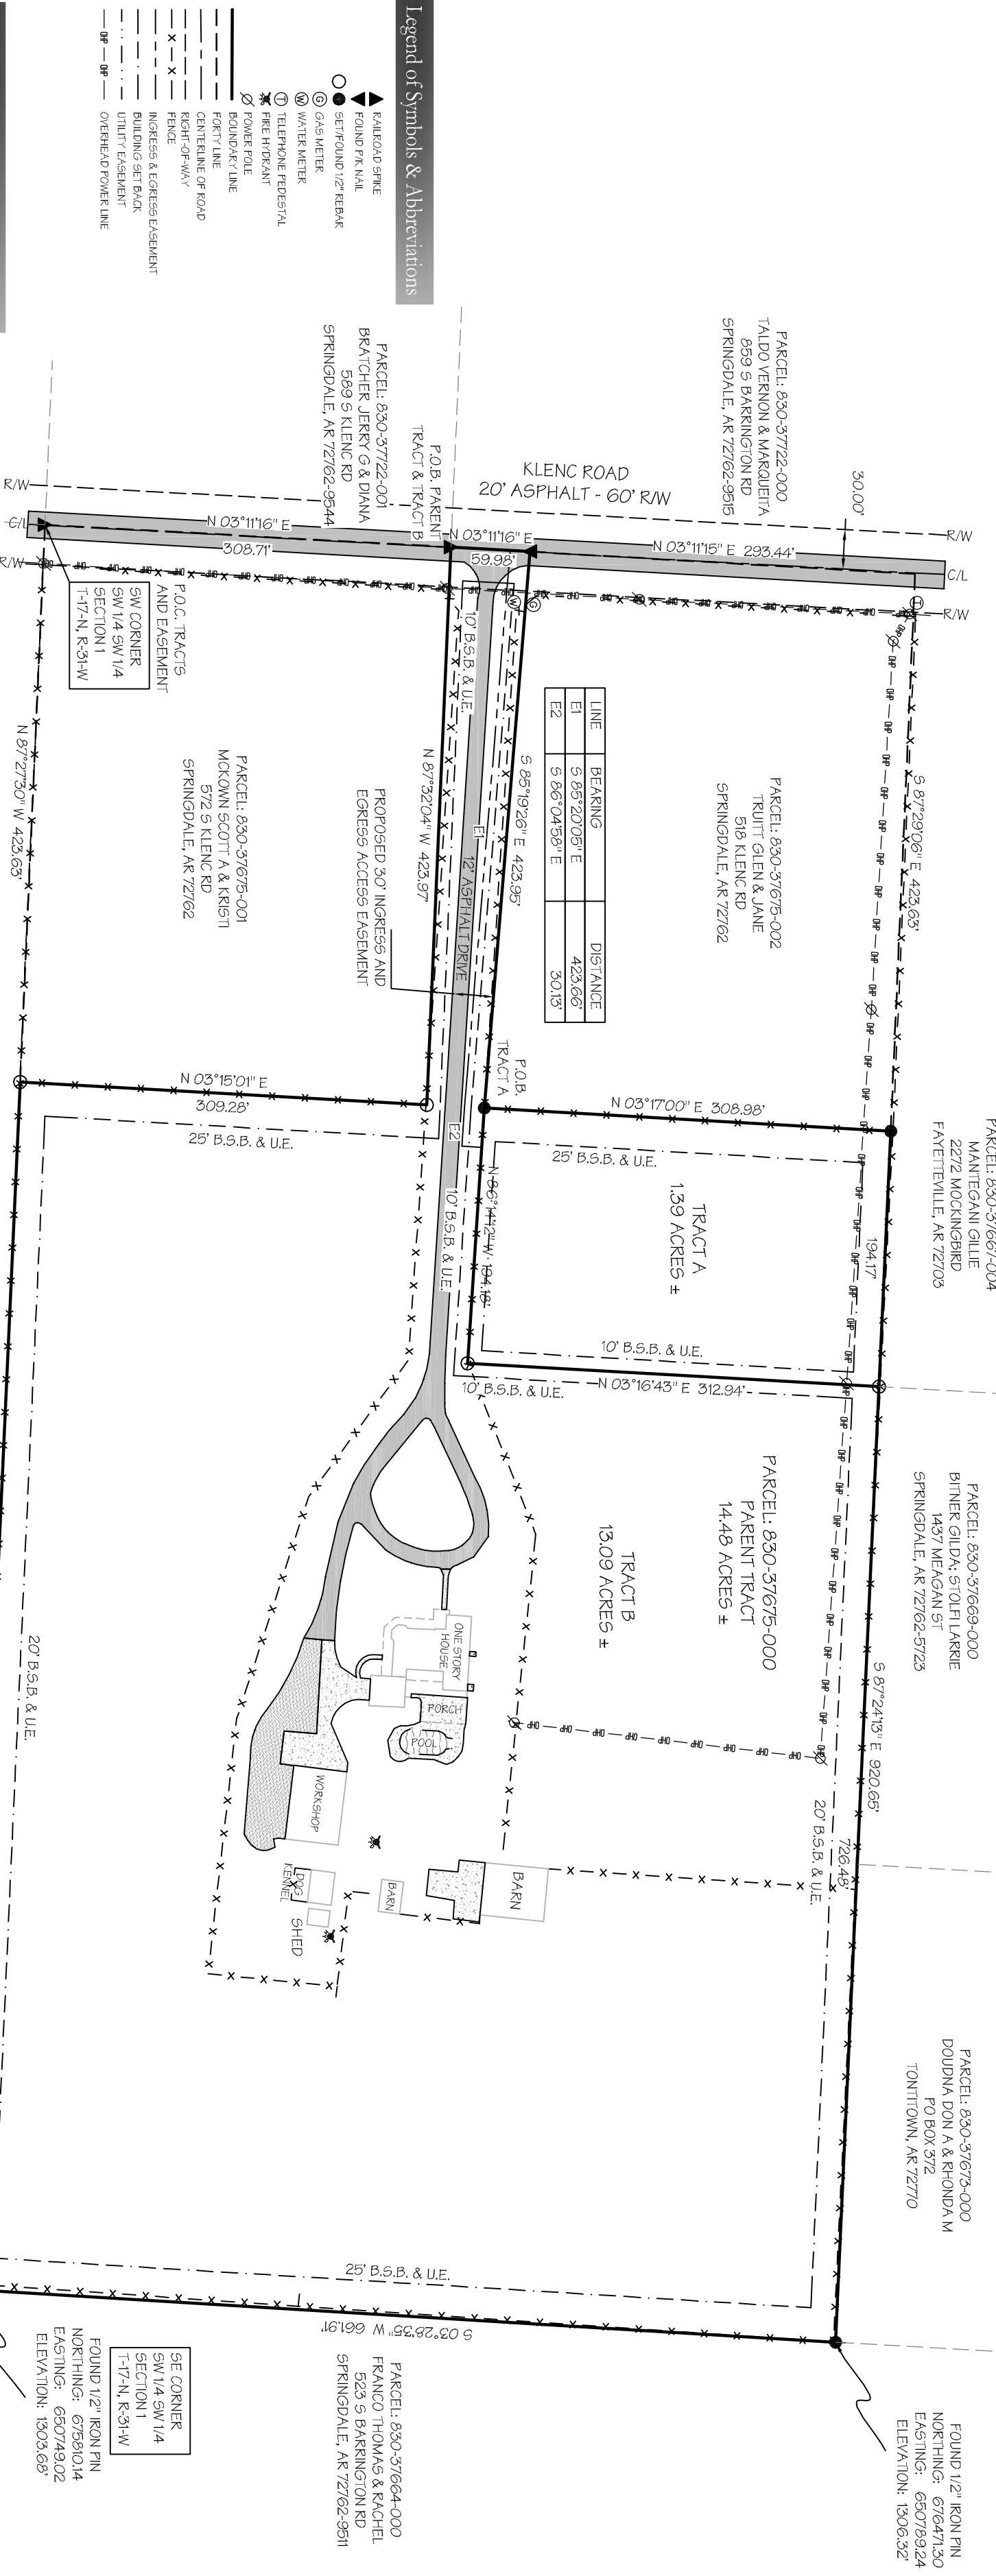 Legend of Symbols & Abbreviations
RAILROAD SPIKE
FOUND P/K NAIL
SET/FOUND 1/2" REBAR
G GAS METER
W WATER METER
T TELEPHONE PEDESTAL
FIRE HYDRANT
POWER POLE
BOUNDARY LINE
FORTY LINE
CENTERLINE OF ROAD
RIGHT-OF-WAY
X X FENCE
INGRESS & EGRESS EASEMENT
BUILDING SET BACK
UTILITY EASEMENT
OHP OHP OVERHEAD POWER LINE
PARCEL: 830-37722-000
TALDO VERNON & MARQUEITA
859 S BARRINGTON RD
SPRINGDALE, AR 72762-9515
30.00'
KLENC ROAD
20' ASPHALT - 60' R/W
PARCEL: 830-37722-001
BRATCHER JERRY G & DIANA
589 S KLENC RD
SPRINGDALE, AR 72762-9544
P.O.B. PARENT
TRACT & TRACT B
R/W
C/L
R/W
R/W
C/L
R/W
N 03°11'16" E
308.71'
N 03°11'16" E
59.98'
N 03°11'15" E 293.44'
P.O.C. TRACTS
AND EASEMENT
SW CORNER
SW 1/4 SW 1/4
SECTION 1
T-17-N, R-31-W
LINE BEARING DISTANCE
E1 S 85°20'05" E 423.66'
E2 S 86°04'58" E 30.13'
S 87°29'06" E 423.63'
PARCEL: 830-37675-002
TRUITT GLEN & JANE
518 KLENC RD
SPRINGDALE, AR 72762
S 85°19'26" E 423.95'
10' B.S.B. & U.E.
E1
12' ASPHALT DRIVE
N 87°32'04" W 423.97'
PROPOSED 30' INGRESS AND
EGRESS ACCESS EASEMENT
PARCEL: 830-37675-001
MCKOWN SCOTT A & KRISTI
572 S KLENC RD
SPRINGDALE, AR 72762
N 87°27'30" W 423.63'
P.O.B.
TRACT A
N 03°15'01" E
309.28'
25' B.S.B. & U.E.
E2
10' B.S.B. & U.E.
N 03°17'00" E 308.98'
25' B.S.B. & U.E.
TRACT A
1.39 ACRES ±
N 86°14'12" W 194.18'
194.17'
10' B.S.B. & U.E.
10' B.S.B. & U.E.
N 03°16'43" E 312.94'
PARCEL: 830-37667-004
MANTEGANI GILLIE
2272 MOCKINGBIRD
FAYETTEVILLE, AR 72703
PARCEL: 830-37669-000
BITNER GILDA; STOLFI LARRIE
1437 MEAGAN ST
SPRINGDALE, AR 72762-5723
PARCEL: 830-37675-000
PARENT TRACT
14.48 ACRES ±
TRACT B
13.09 ACRES ±
S 87°24'13" E 920.65'
726.48'
20' B.S.B. & U.E.
ONE STORY
HOUSE
PORCH
POOL
WORKSHOP
BARN
BARN
DOG
KENNEL
SHED
20' B.S.B. & U.E.
PARCEL: 830-37673-000
DOUDNA DON A & RHONDA M
PO BOX 372
TONTITOWN, AR 72770
25' B.S.B. & U.E.
S 03°28'35" W 661.91'
PARCEL: 830-37664-000
FRANCO THOMAS & RACHEL
523 S BARRINGTON RD
SPRINGDALE, AR 72762-9511
FOUND 1/2" IRON PIN
NORTHING: 676471.30
EASTING: 650789.24
ELEVATION: 1306.32'
SE CORNER
SW 1/4 SW 1/4
SECTION 1
T-17-N, R-31-W
FOUND 1/2" IRON PIN
NORTHING: 675810.14
EASTING: 650749.02
ELEVATION: 1303.68'